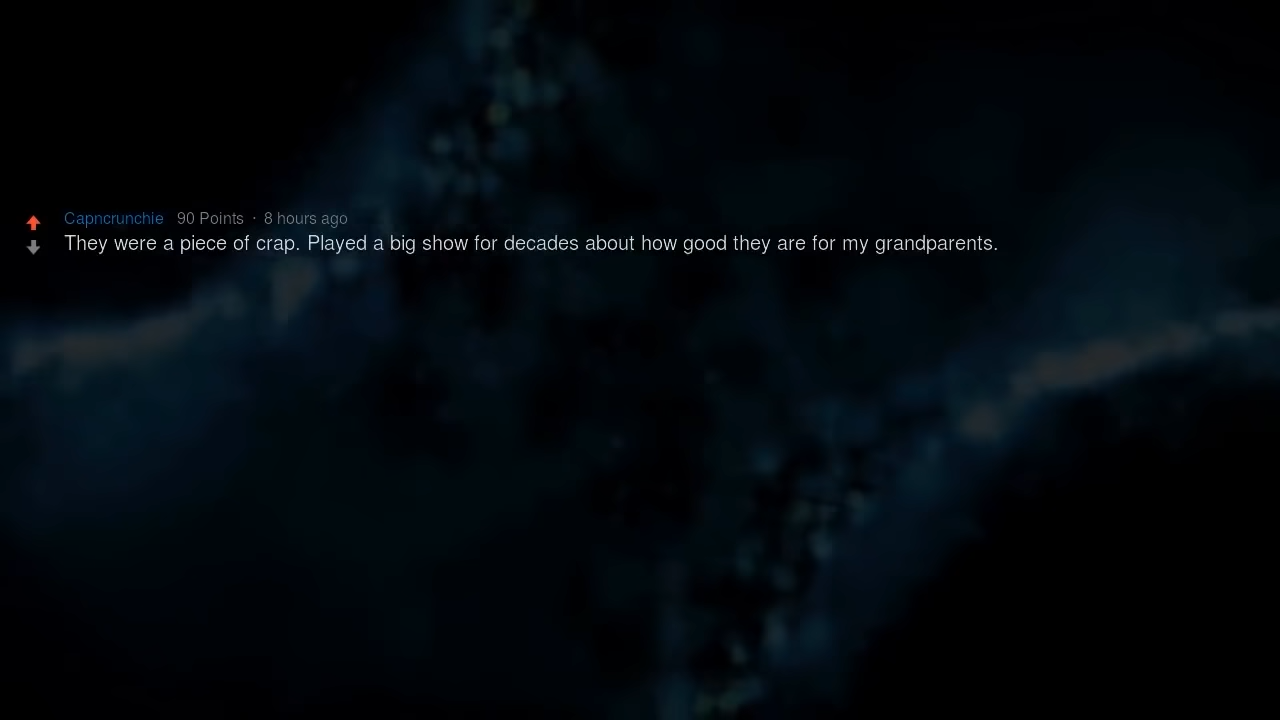 Capncrunchie 90 Points · 8 hours ago
They were a piece of crap. Played a big show for decades about how good they are for my grandparents.